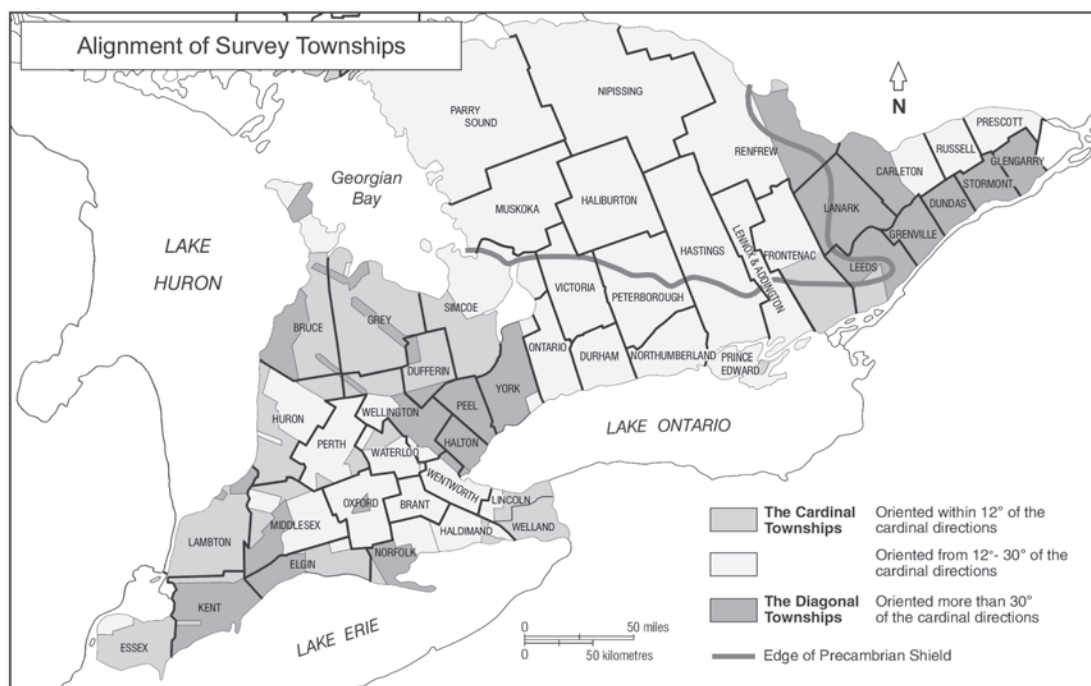 Alignment of Survey Townships
N
NIPISSING
PARRY
SOUND
PRESCOTT
RUSSELL
GLENGARRY
RENFREW
CARLETON
STORMONT
Georgian
Bay
DUNDAS
HALIBURTON
LANARK
MUSKOKA
GRENVILLE
LAKE
HURON
HASTINGS
LENNOX & ADDINGTON
FRONTENAC
LEEDS
VICTORIA
PETERBOROUGH
SIMCOE
GREY
BRUCE
ONTARIO
DURHAM
NORTHUMBERLAND
PRINCE
EDWARD
DUFFERIN
YORK
PEEL
WELLINGTON
HURON
LAKE ONTARIO
HALTON
PERTH
WATERLOO
WENTWORTH
LINCOLN
OXFORD
BRANT
MIDDLESEX
WELLAND
HALDIMAND
LAMBTON
NORFOLK
ELGIN
KENT
ESSEX
LAKE ERIE
0 50 miles
0 50 kilometres
The Cardinal Oriented within 12° of the
Townships cardinal directions
Oriented from 12°- 30° of the
cardinal directions
The Diagonal Oriented more than 30°
Townships of the cardinal directions
Edge of Precambrian Shield